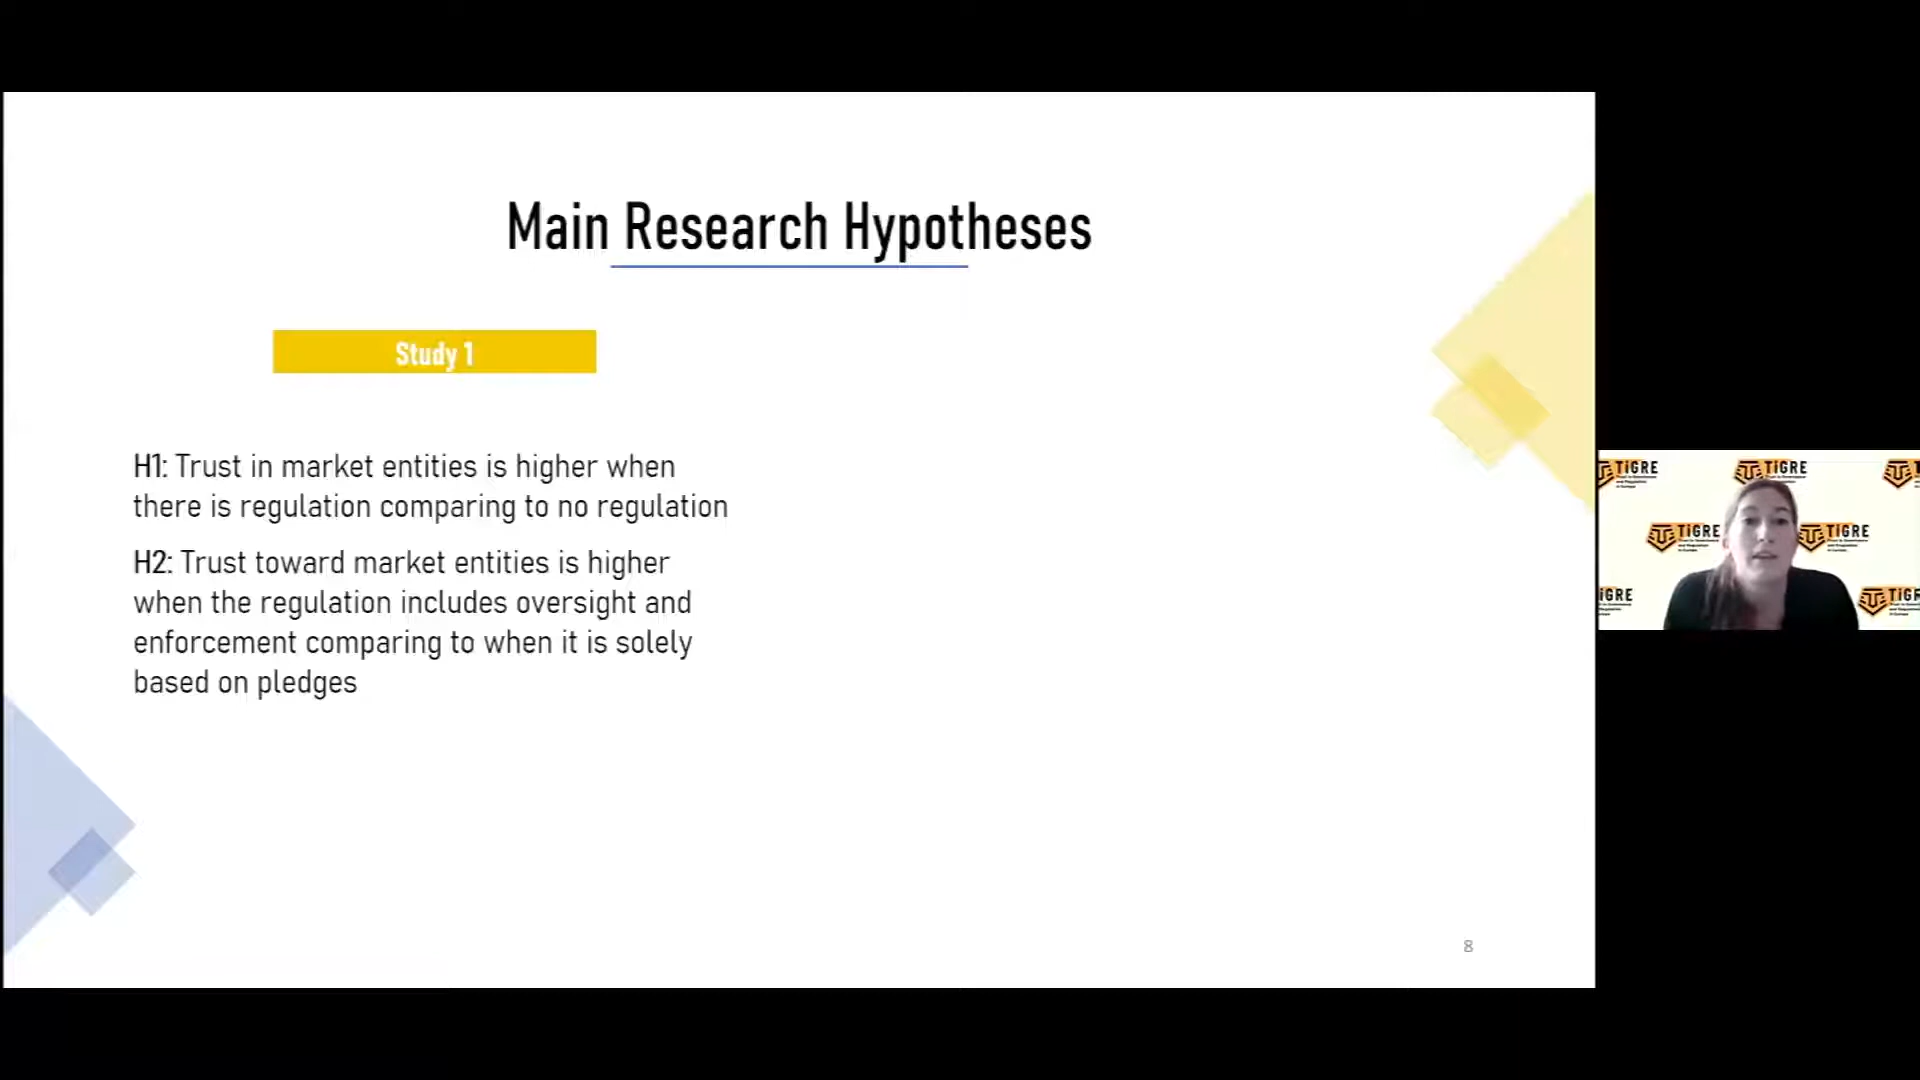 Main Research Hypotheses
Study 1
H1: Trust in market entities is higher when
there is regulation comparing to no regulation
H2: Trust toward market entities is higher
when the regulation includes oversight and
enforcement comparing to when it is solely
based on pledges
8
TiGRE
TiGRE
TiGRE
TiGRE
iGRE
TIGR